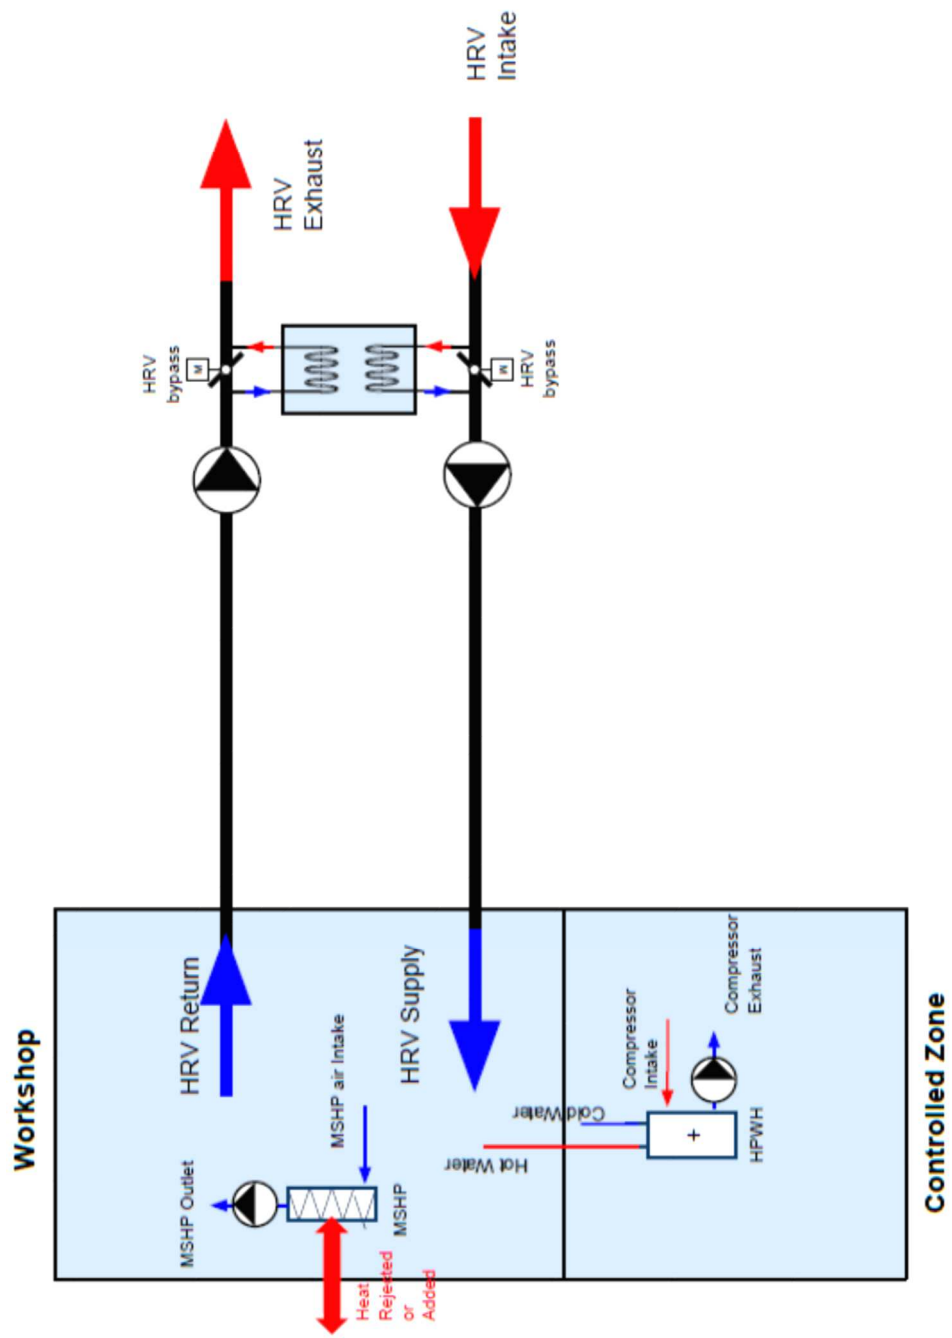 Workshop
HRV
bypass
MSHP Outlet
HRV Return
M
HRV
Exhaust
MSHP air Intake
Heat
Rejected
or
Added
MSHP
HRV Supply
HRV
Intake
Hot Water
M
HRV
bypass
Cold Water
Compressor
Intake
+
Compressor
Exhaust
HPWH
Controlled Zone